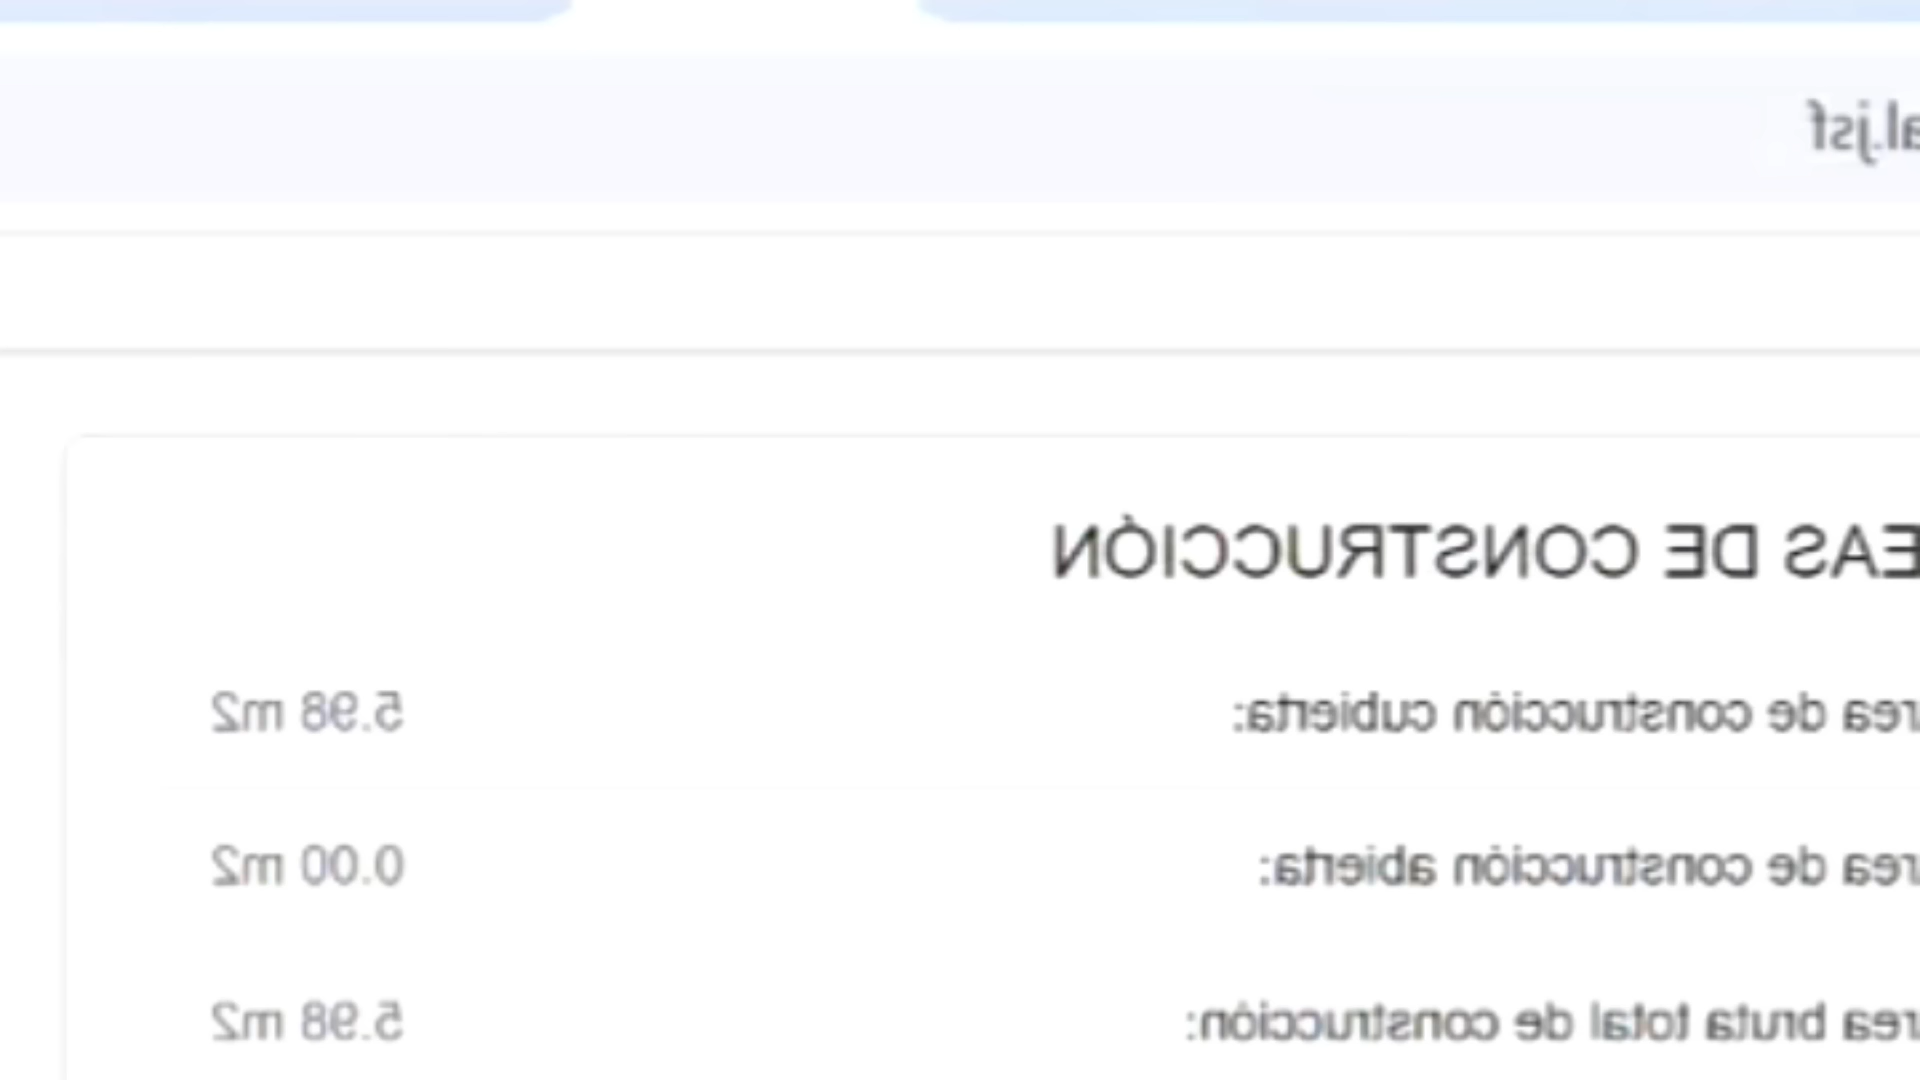 al.jsf
EAS DE CONSTRUCCIÓN
rea de construcción cubierta: 5.98 m2
rea de construcción abierta: 0.00 m2
rea bruta total de construcción: 5.98 m2